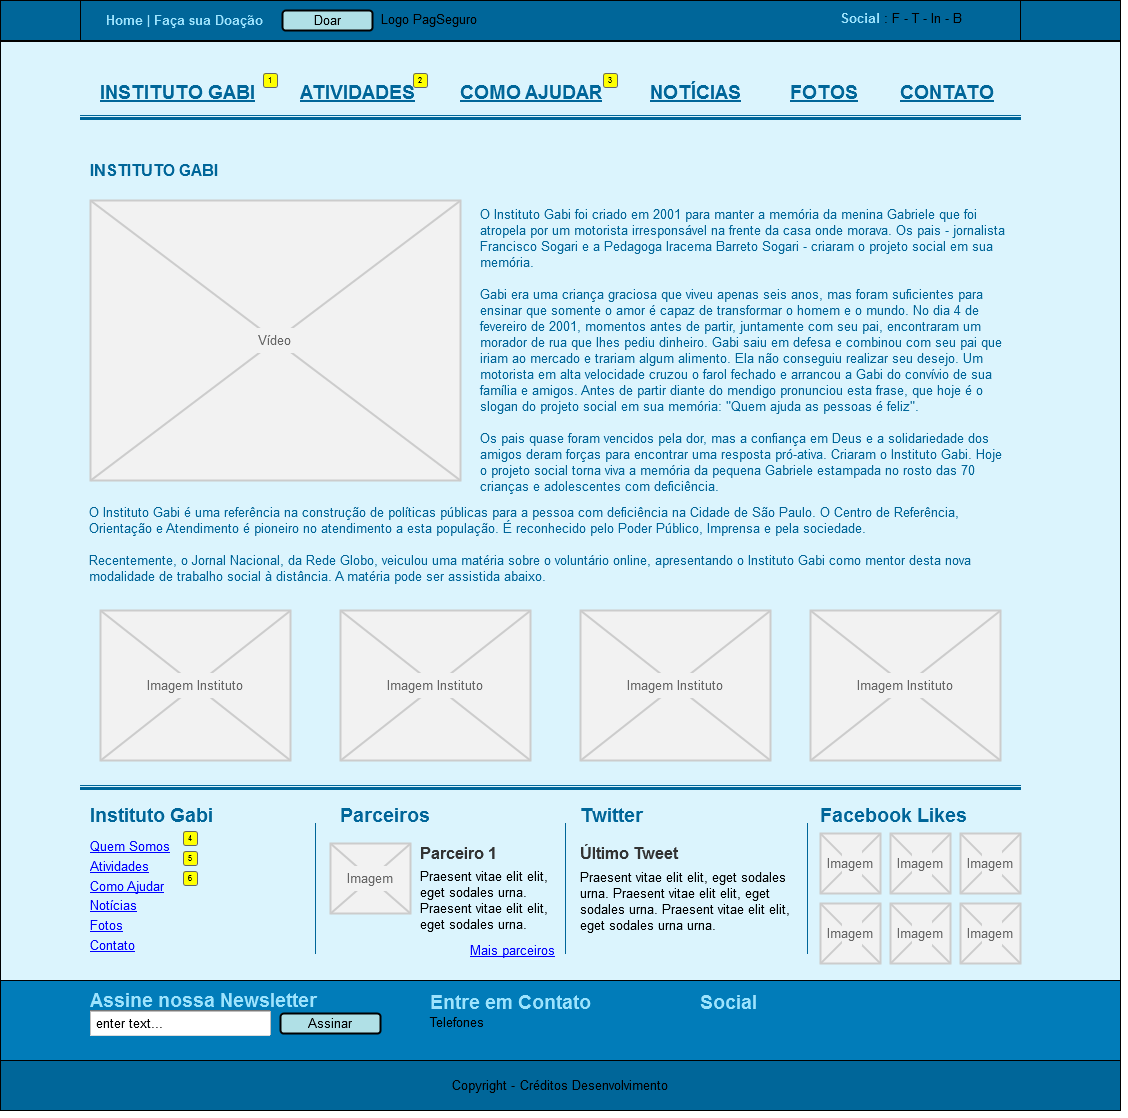 Home | Faça sua Doação
Doar
Logo PagSeguro
Social : F - T - In - B
INSTITUTO GABI 1
ATIVIDADES 2
COMO AJUDAR 3
NOTÍCIAS
FOTOS
CONTATO
INSTITUTO GABI
Vídeo
O Instituto Gabi foi criado em 2001 para manter a memória da menina Gabriele que foi
atropela por um motorista irresponsável na frente da casa onde morava. Os pais - jornalista
Francisco Sogari e a Pedagoga Iracema Barreto Sogari - criaram o projeto social em sua
memória.
Gabi era uma criança graciosa que viveu apenas seis anos, mas foram suficientes para
ensinar que somente o amor é capaz de transformar o homem e o mundo. No dia 4 de
fevereiro de 2001, momentos antes de partir, juntamente com seu pai, encontraram um
morador de rua que lhes pediu dinheiro. Gabi saiu em defesa e combinou com seu pai que
iriam ao mercado e trariam algum alimento. Ela não conseguiu realizar seu desejo. Um
motorista em alta velocidade cruzou o farol fechado e arrancou a Gabi do convívio de sua
família e amigos. Antes de partir diante do mendigo pronunciou esta frase, que hoje é o
slogan do projeto social em sua memória: "Quem ajuda as pessoas é feliz".
Os pais quase foram vencidos pela dor, mas a confiança em Deus e a solidariedade dos
amigos deram forças para encontrar uma resposta pró-ativa. Criaram o Instituto Gabi. Hoje
o projeto social torna viva a memória da pequena Gabriele estampada no rosto das 70
crianças e adolescentes com deficiência.
O Instituto Gabi é uma referência na construção de políticas públicas para a pessoa com deficiência na Cidade de São Paulo. O Centro de Referência,
Orientação e Atendimento é pioneiro no atendimento a esta população. É reconhecido pelo Poder Público, Imprensa e pela sociedade.
Recentemente, o Jornal Nacional, da Rede Globo, veiculou uma matéria sobre o voluntário online, apresentando o Instituto Gabi como mentor desta nova
modalidade de trabalho social à distância. A matéria pode ser assistida abaixo.
Imagem Instituto
Imagem Instituto
Imagem Instituto
Imagem Instituto
Instituto Gabi
Quem Somos 4
Atividades 5
Como Ajudar 6
Notícias
Fotos
Contato
Parceiros
Imagem
Parceiro 1
Praesent vitae elit elit,
eget sodales urna.
Praesent vitae elit elit,
eget sodales urna.
Mais parceiros
Twitter
Último Tweet
Praesent vitae elit elit, eget sodales
urna. Praesent vitae elit elit, eget
sodales urna. Praesent vitae elit elit,
eget sodales urna urna.
Facebook Likes
Imagem
Imagem
Imagem
Imagem
Imagem
Imagem
Assine nossa Newsletter
enter text...
Assinar
Entre em Contato
Telefones
Social
Copyright - Créditos Desenvolvimento